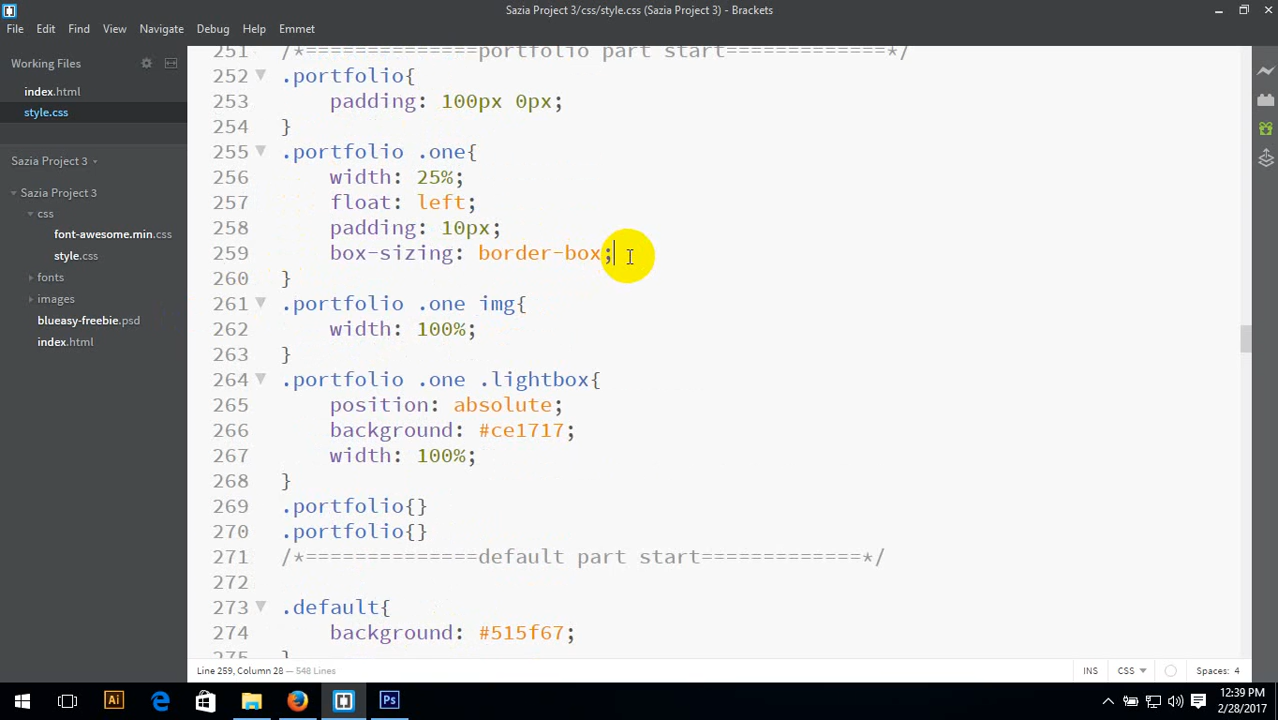 Sazia Project 3/css/style.css (Sazia Project 3) - Brackets
File Edit Find View Navigate Debug Help Emmet
Working Files
index.html
style.css
Sazia Project 3
Sazia Project 3
css
font-awesome.min.css
style.css
fonts
images
blueasy-freebie.psd
index.html
251 /*==============portfolio part start=============*/
252 .portfolio{
253 padding: 100px 0px;
254 }
255 .portfolio .one{
256 width: 25%;
257 float: left;
258 padding: 10px;
259 box-sizing: border-box;
260 }
261 .portfolio .one img{
262 width: 100%;
263 }
264 .portfolio .one .lightbox{
265 position: absolute;
266 background: #ce1717;
267 width: 100%;
268 }
269 .portfolio{}
270 .portfolio{}
271 /*==============default part start=============*/
272
273 .default{
274 background: #515f67;
275 }
Line 259, Column 28 — 548 Lines
INS CSS Spaces: 4
Ai Ps
12:39 PM
2/28/2017